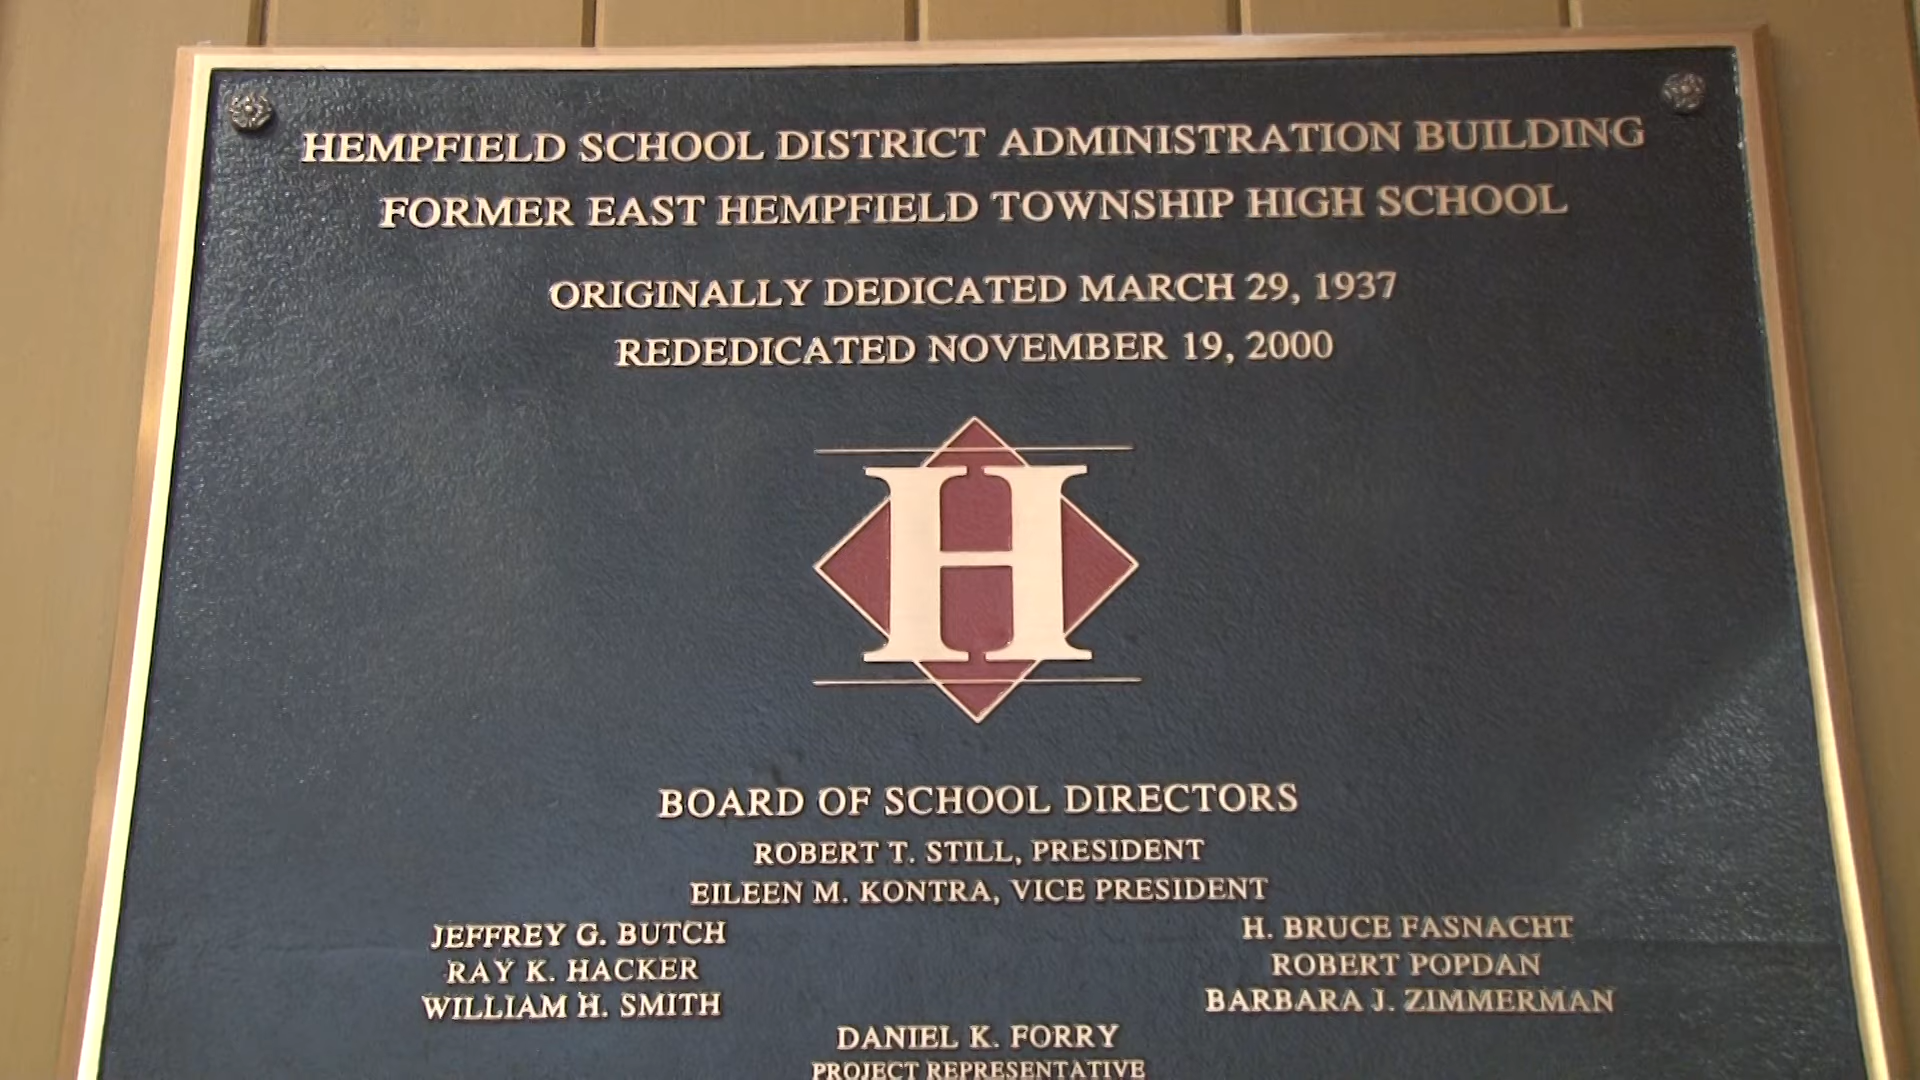 HEMPFIELD SCHOOL DISTRICT ADMINISTRATION BUILDING
FORMER EAST HEMPFIELD TOWNSHIP HIGH SCHOOL
ORIGINALLY DEDICATED MARCH 29, 1937
REDEDICATED NOVEMBER 19, 2000
H
BOARD OF SCHOOL DIRECTORS
ROBERT T. STILL, PRESIDENT
EILEEN M. KONTRA, VICE PRESIDENT
JEFFREY G. BUTCH
RAY K. HACKER
WILLIAM H. SMITH
H. BRUCE FASNACHT
ROBERT POPDAN
BARBARA J. ZIMMERMAN
DANIEL K. FORRY
PROJECT REPRESENTATIVE